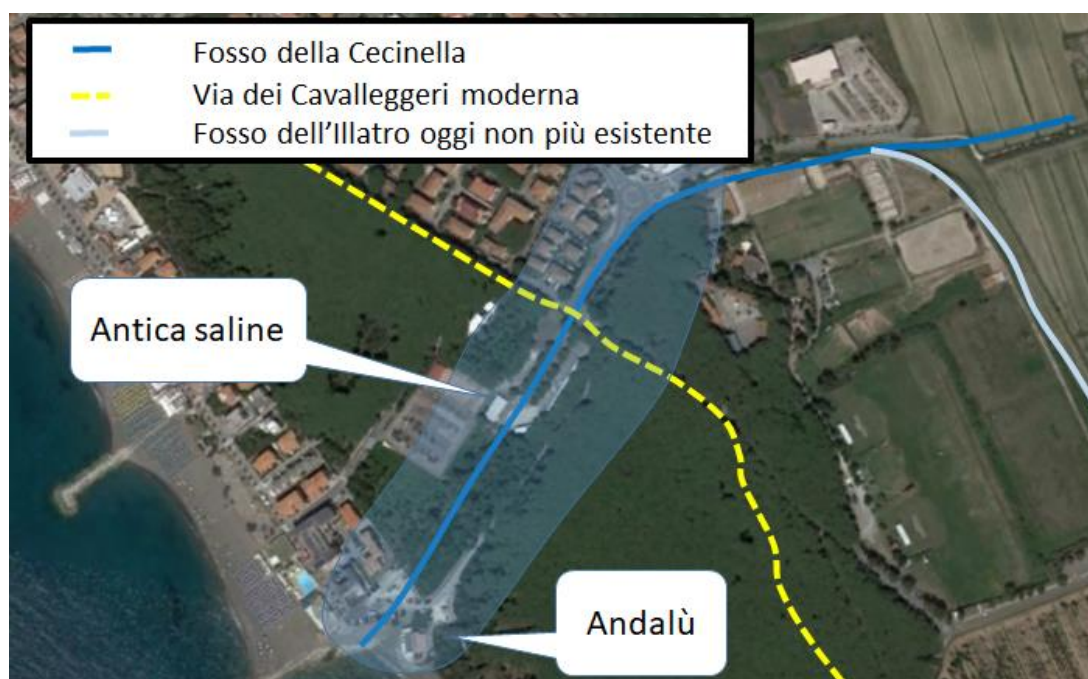 Fosso della Cecinella
Via dei Cavalleggeri moderna
Fosso dell'Illatro oggi non più esistente
Antica saline
Andalù